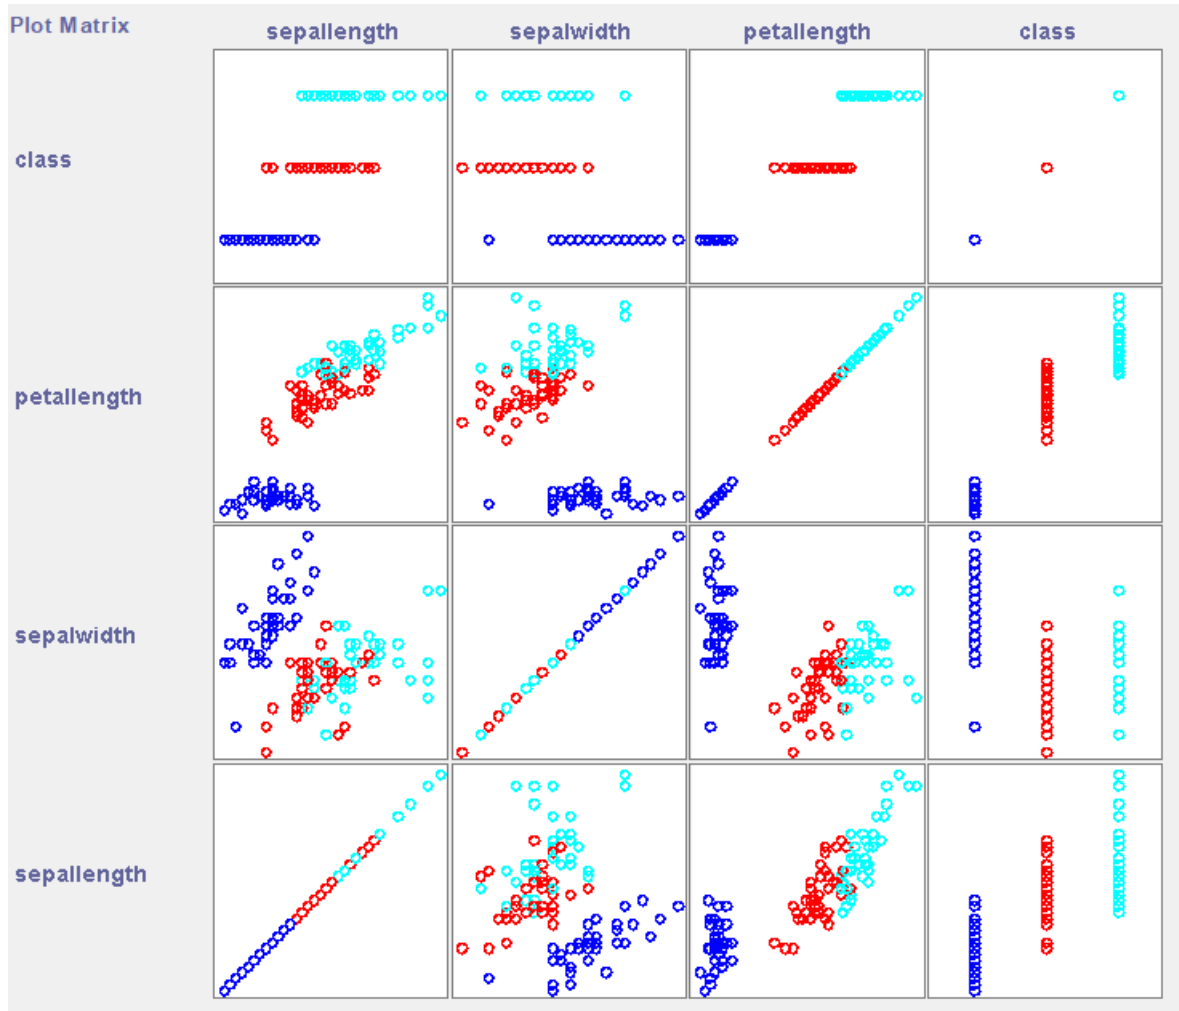 Plot Matrix
sepallength
sepalwidth
petallength
class
class
petallength
sepalwidth
sepallength